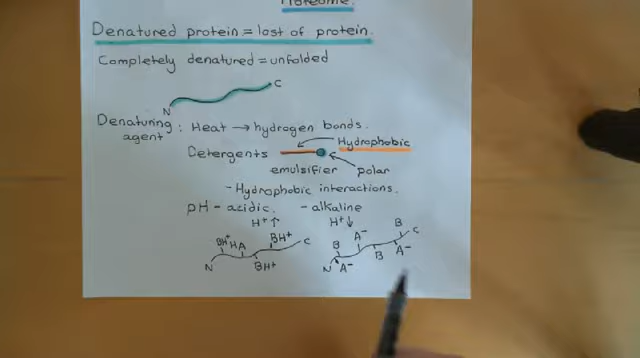 Proteome.
Denatured protein = lost of protein.
Completely denatured = unfolded
N C
Denaturing agent : Heat → hydrogen bonds.
Hydrophobic
Detergents
emulsifier polar
- Hydrophobic interactions.
pH - acidic. - alkaline
H+↑ H+↓
BH+ HA BH+ C B A- B C
N BH+ N A- B A-